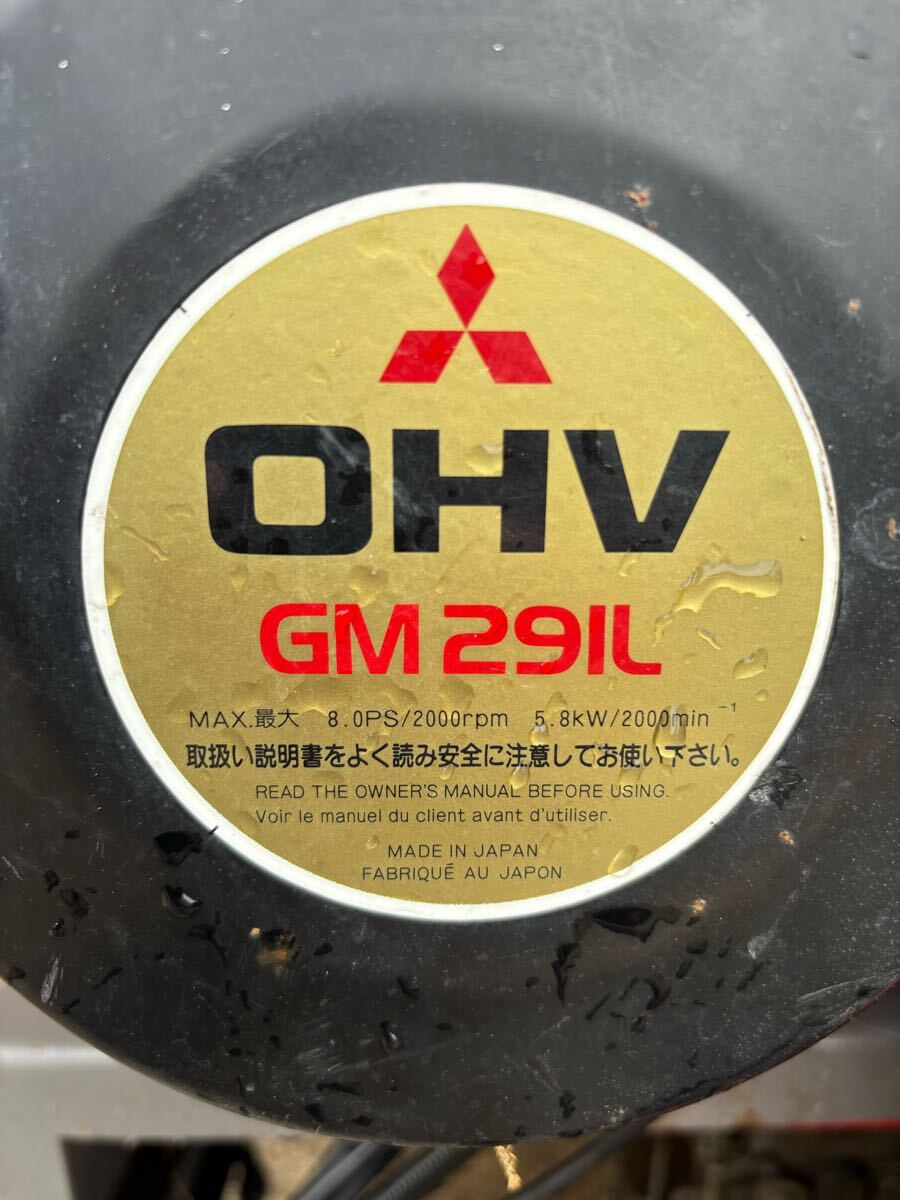 OHV
GM 291L
MAX.最大 8.0PS/2000rpm 5.8kW/2000min⁻¹
取扱い説明書をよく読み安全に注意してお使い下さい。
READ THE OWNER'S MANUAL BEFORE USING.
Voir le manuel du client avant d'utiliser.
MADE IN JAPAN
FABRIQUÉ AU JAPON